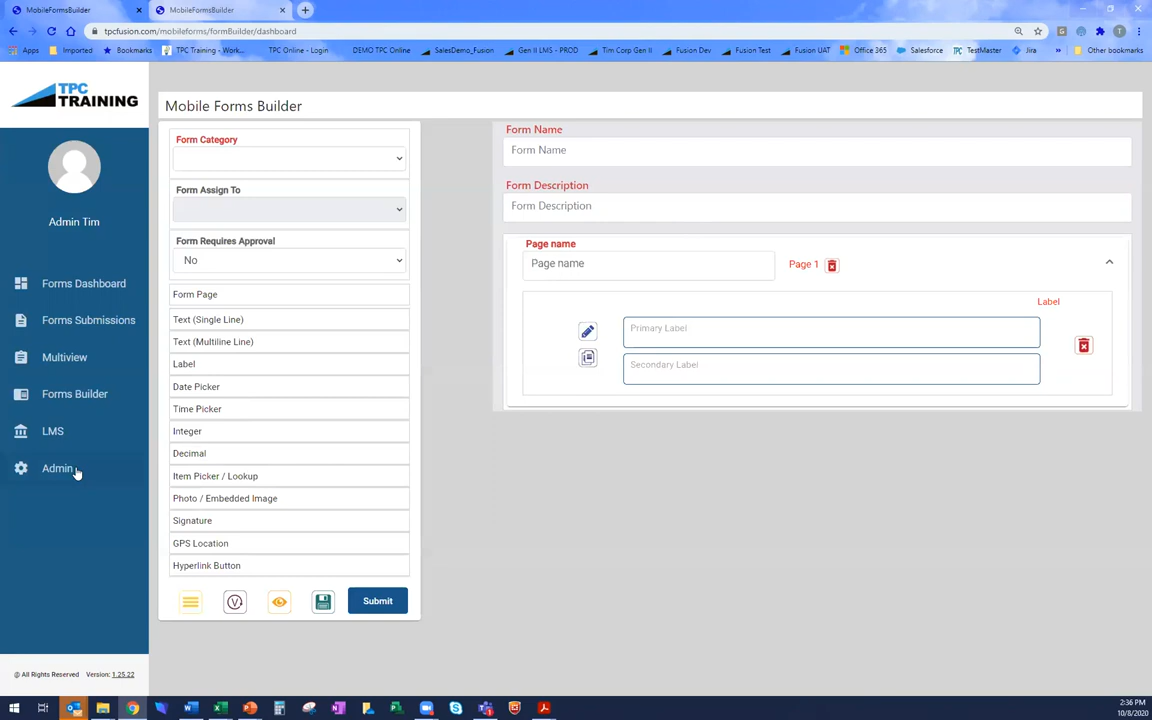 MobileFormsBuilder
MobileFormsBuilder
tpcfusion.com/mobileforms/formBuilder/dashboard
Apps
Imported
Bookmarks
TPC Training - Work...
TPC Online - Login
DEMO TPC Online
SalesDemo_Fusion
Gen II LMS - PROD
Tim Corp Gen II
Fusion Dev
Fusion Test
Fusion UAT
Office 365
Salesforce
TestMaster
Jira
»
Other bookmarks
TPC
TRAINING
Admin Tim
Forms Dashboard
Forms Submissions
Multiview
Forms Builder
LMS
Admin
@ All Rights Reserved Version: 1.25.22
Mobile Forms Builder
Form Category
Form Assign To
Form Requires Approval
No
Form Page
Text (Single Line)
Text (Multiline Line)
Label
Date Picker
Time Picker
Integer
Decimal
Item Picker / Lookup
Photo / Embedded Image
Signature
GPS Location
Hyperlink Button
V
Submit
Form Name
Form Name
Form Description
Form Description
Page name
Page name
Page 1
Label
Primary Label
Secondary Label
2:36 PM
10/8/2020